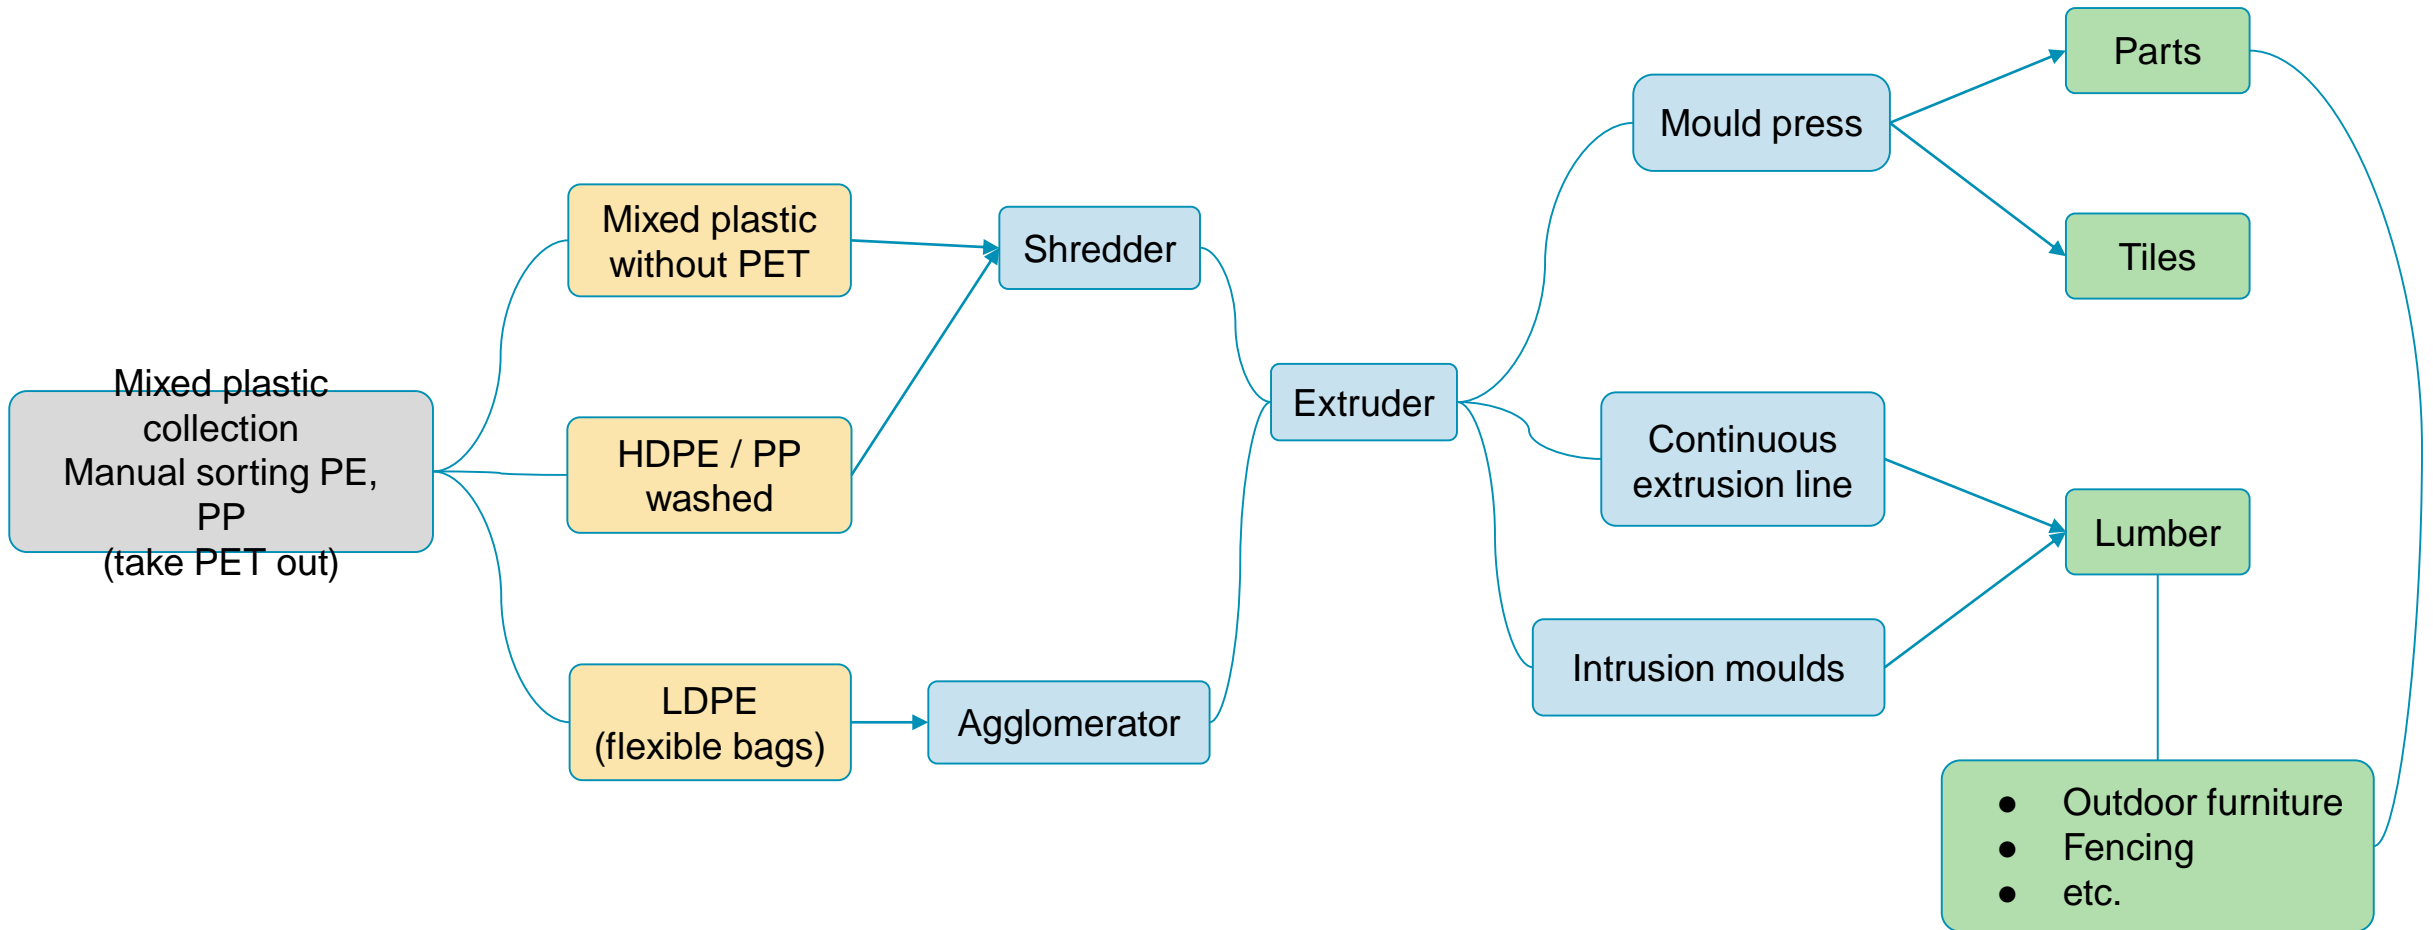 Mixed plastic
collection
Manual sorting PE,
PP
(take PET out)
Mixed plastic
without PET
HDPE / PP
washed
LDPE
(flexible bags)
Shredder
Agglomerator
Extruder
Mould press
Continuous
extrusion line
Intrusion moulds
Parts
Tiles
Lumber
● Outdoor furniture
● Fencing
● etc.